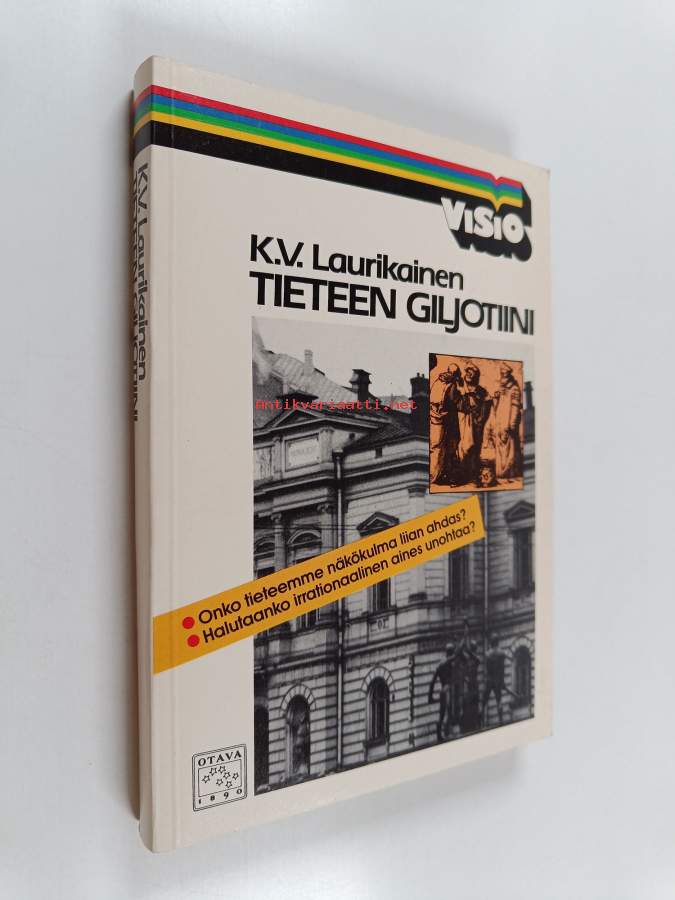 VISIO
K.V. Laurikainen
TIETEEN GILJOTIINI
Antikvariaatti.net
• Onko tieteemme näkökulma liian ahdas?
• Halutaanko irrationaalinen aines unohtaa?
OTAVA
1890
K.V. Laurikainen
TIETEEN GILJOTIINI